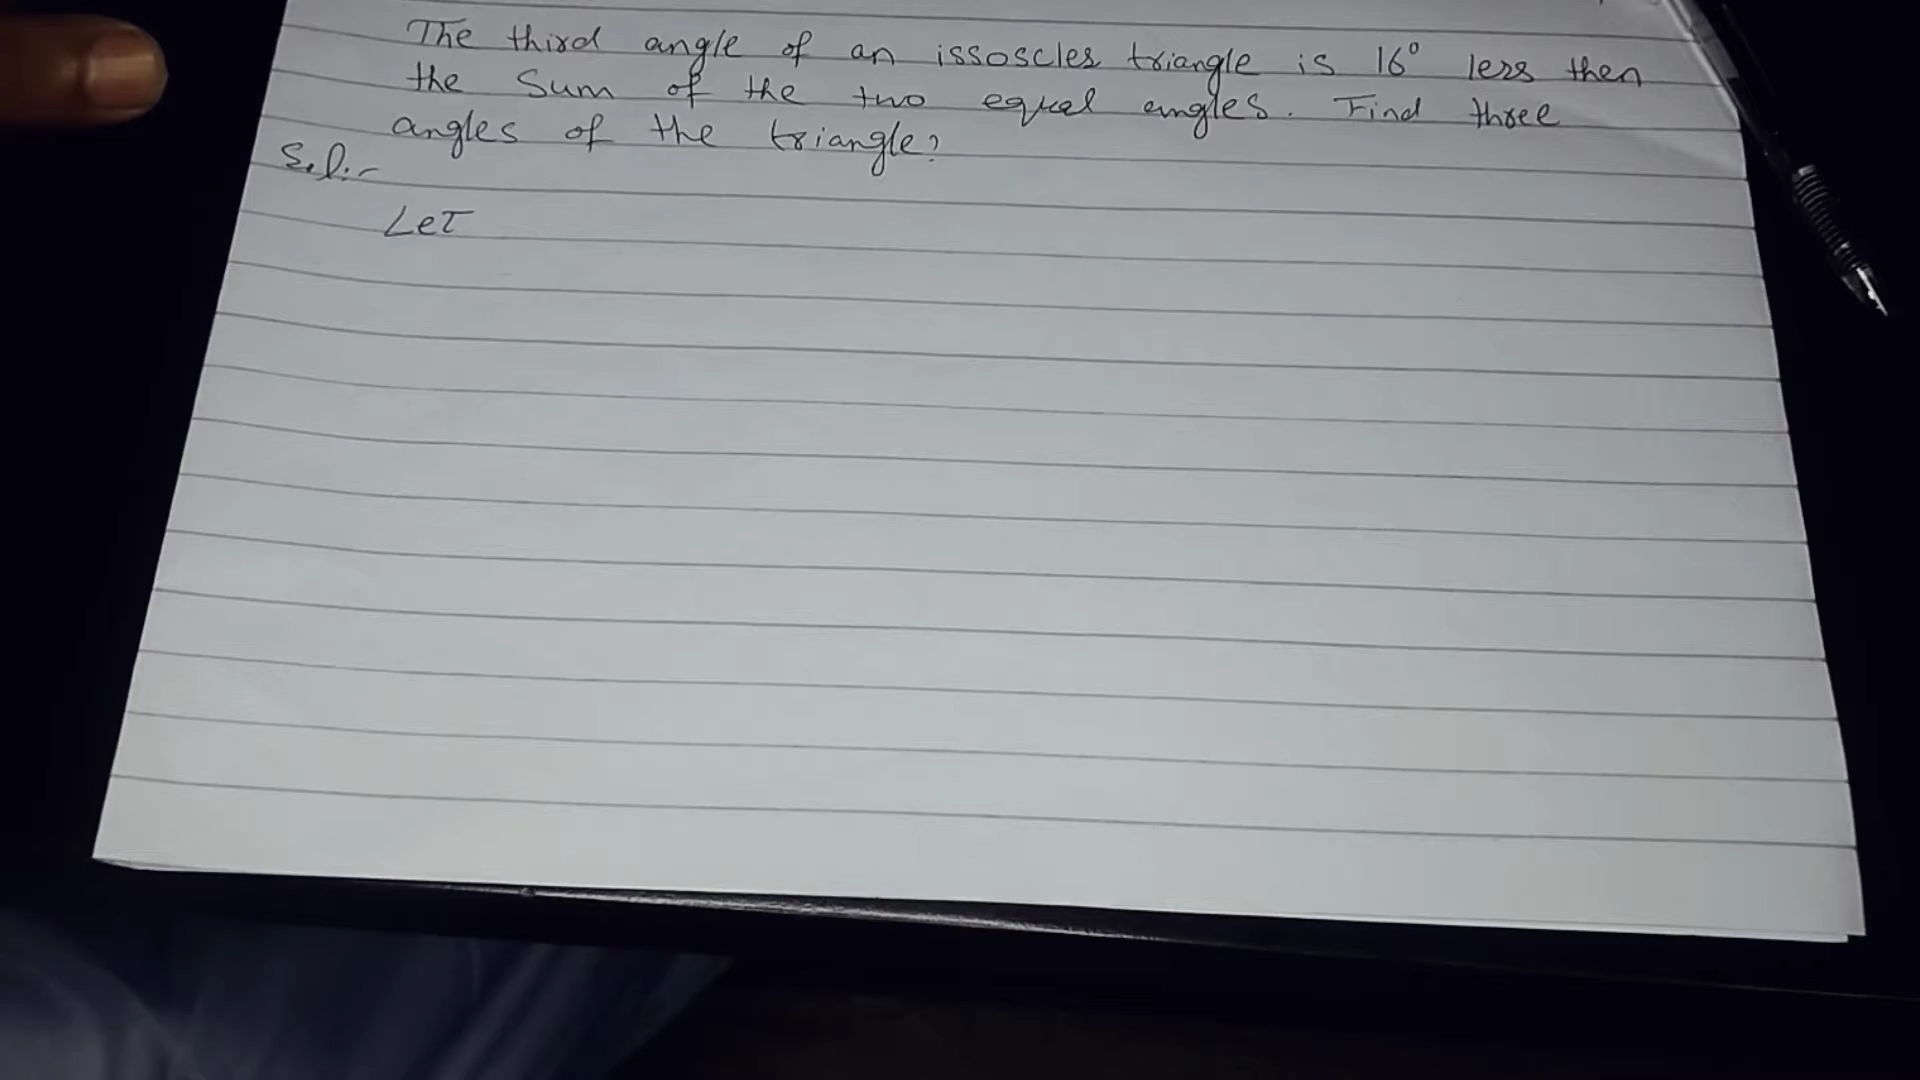 The third angle of an issoscles triangle is 16° less then
the sum of the two equal angles. Find three
angles of the triangle?
Sol:-
Let